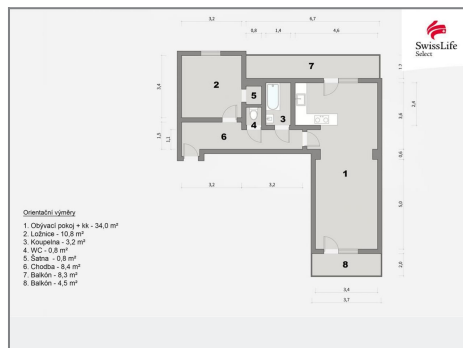 3,2
6,7
0,8
1,4
4,6
SwissLife
Select
7
1,7
2
5
3,4
3,6
2,4
4
3
6
1,5
1,1
1
0,6
3,2
3,2
5,0
Orientační výměry
1. Obývací pokoj + kk - 34,0 m²
2. Ložnice - 10,8 m²
3. Koupelna - 3,2 m²
4. WC - 0,8 m²
5. Šatna - 0,8 m²
6. Chodba - 8,4 m²
7. Balkón - 8,3 m²
8. Balkón - 4,5 m²
8
2,0
3,4
3,7